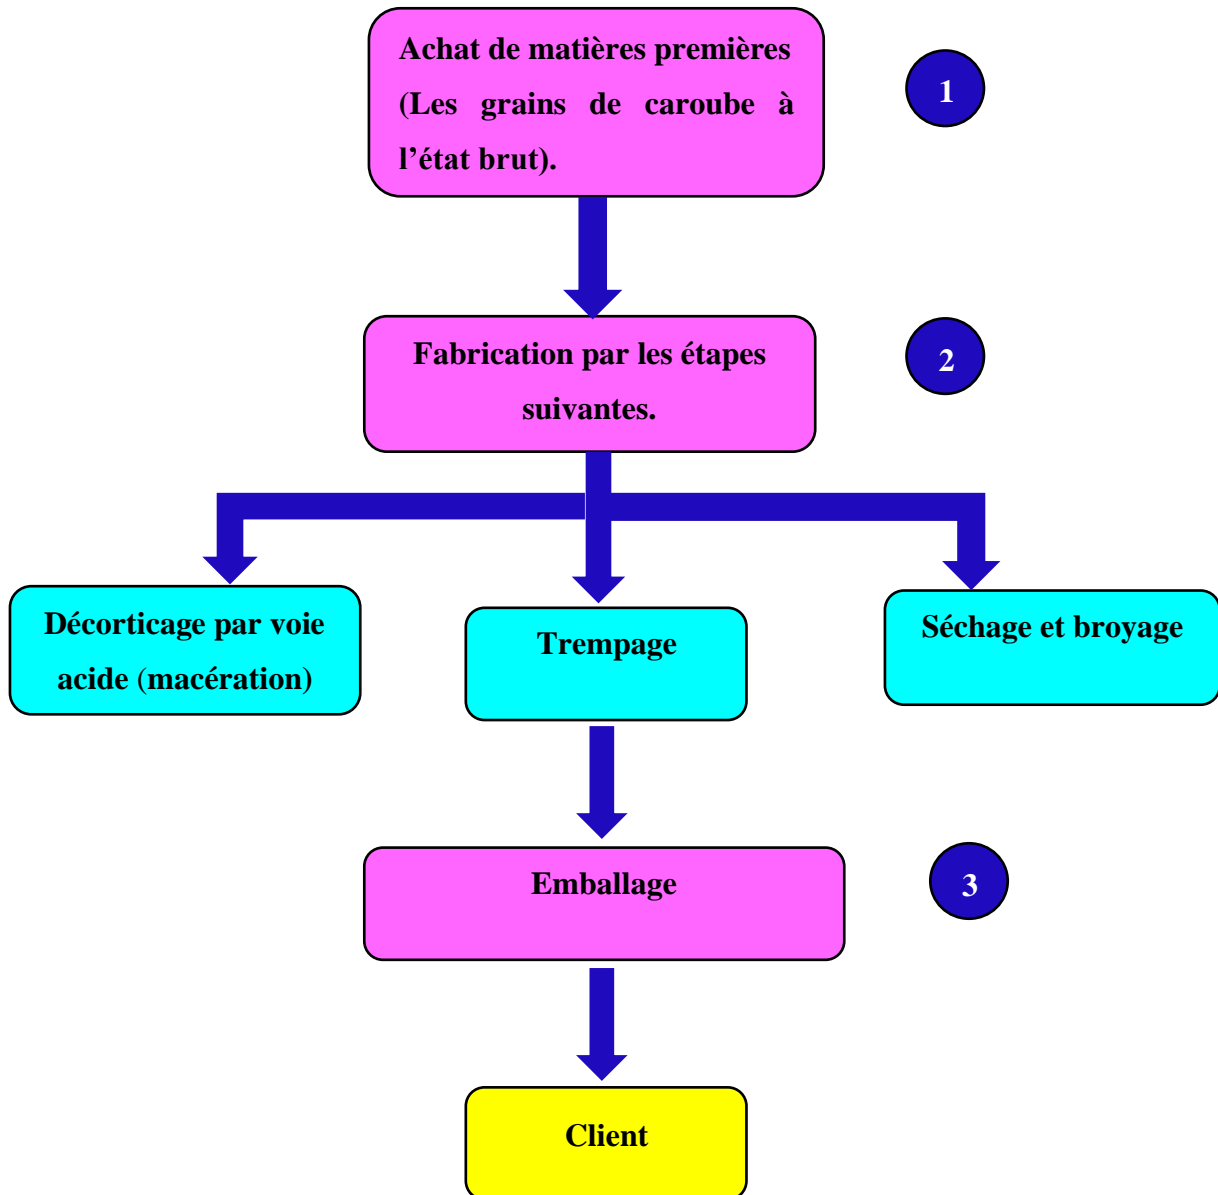 Achat de matières premières
(Les grains de caroube à
l’état brut).
1
Fabrication par les étapes
suivantes.
2
Décorticage par voie
acide (macération)
Trempage
Séchage et broyage
Emballage
3
Client